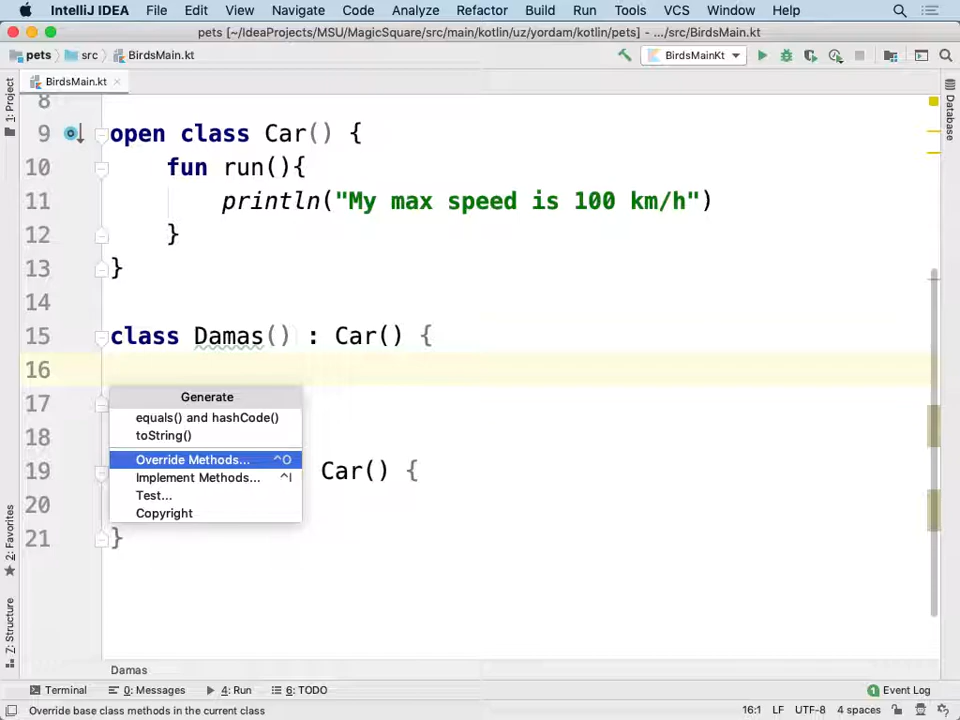 IntelliJ IDEA File Edit View Navigate Code Analyze Refactor Build Run Tools VCS Window Help
pets [~/IdeaProjects/MSU/MagicSquare/src/main/kotlin/uz/yordam/kotlin/pets] - .../src/BirdsMain.kt
pets src BirdsMain.kt BirdsMainKt
BirdsMain.kt
1: Project
Database
8
9 open class Car() {
10 fun run(){
11 println("My max speed is 100 km/h")
12 }
13 }
14
15 class Damas() : Car() {
16
17
18
19 Car() {
20
21 }
Generate
equals() and hashCode()
toString()
Override Methods... ^O
Implement Methods... ^I
Test...
Copyright
2: Favorites
7: Structure
Damas
Terminal 0: Messages 4: Run 6: TODO 1 Event Log
Override base class methods in the current class 16:1 LF UTF-8 4 spaces